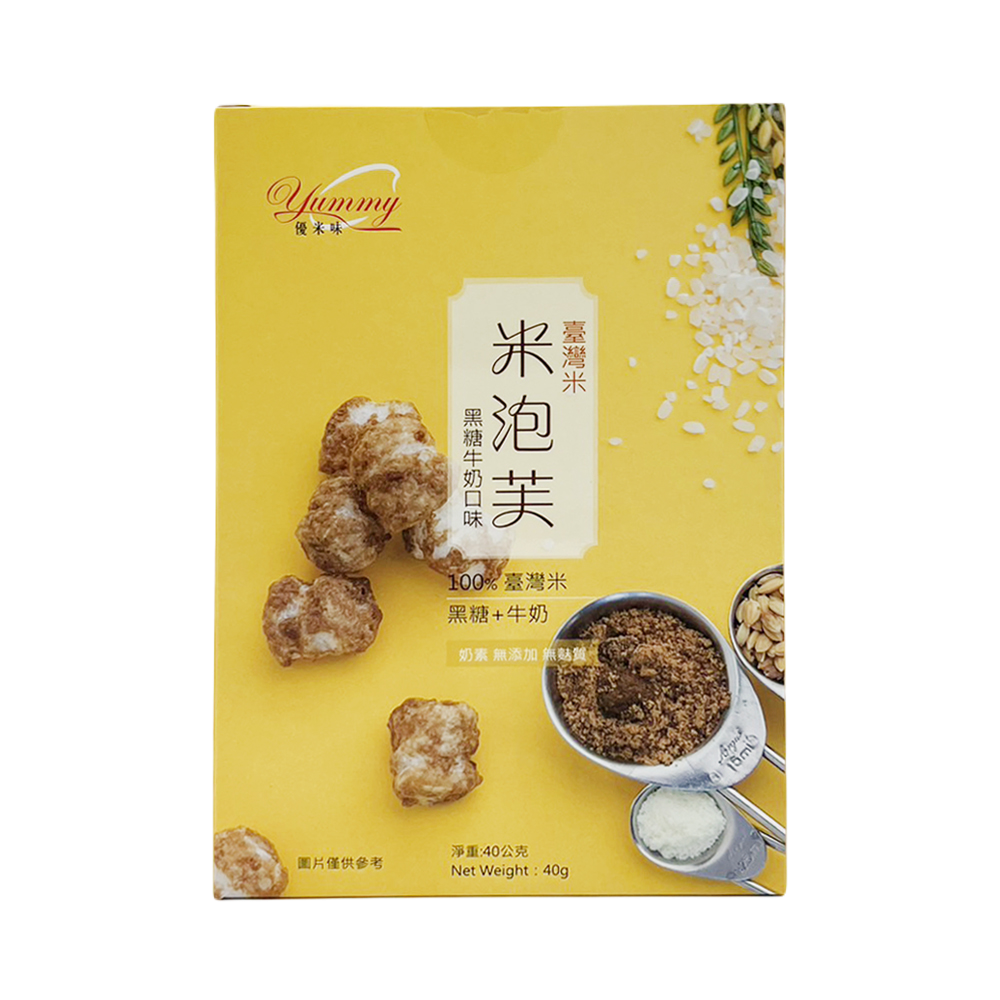 Yummy
優米味
臺灣米
米泡芙
黑糖牛奶口味
100% 臺灣米
黑糖+牛奶
奶素 無添加 無麩質
15ml
圖片僅供參考
淨重:40公克
Net Weight：40g